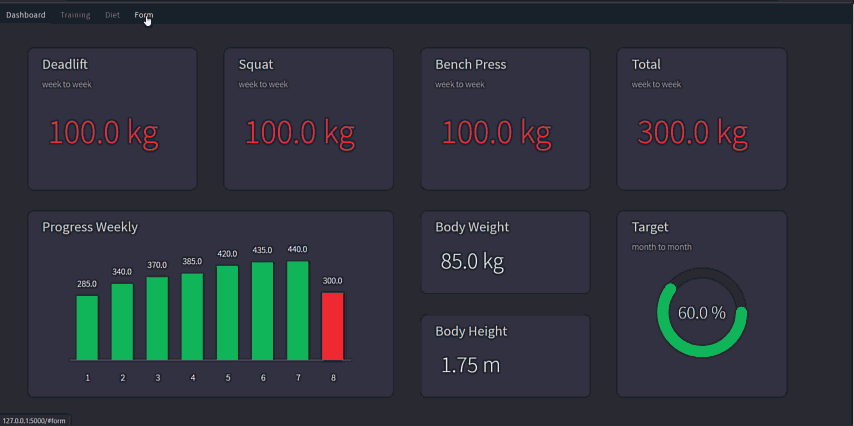 Dashboard Training Diet Form
Deadlift
week to week
100.0 kg
Squat
week to week
100.0 kg
Bench Press
week to week
100.0 kg
Total
week to week
300.0 kg
Progress Weekly
285.0 340.0 370.0 385.0 420.0 435.0 440.0 300.0
1 2 3 4 5 6 7 8
Body Weight
85.0 kg
Body Height
1.75 m
Target
month to month
60.0 %
127.0.0.1:5000/#form